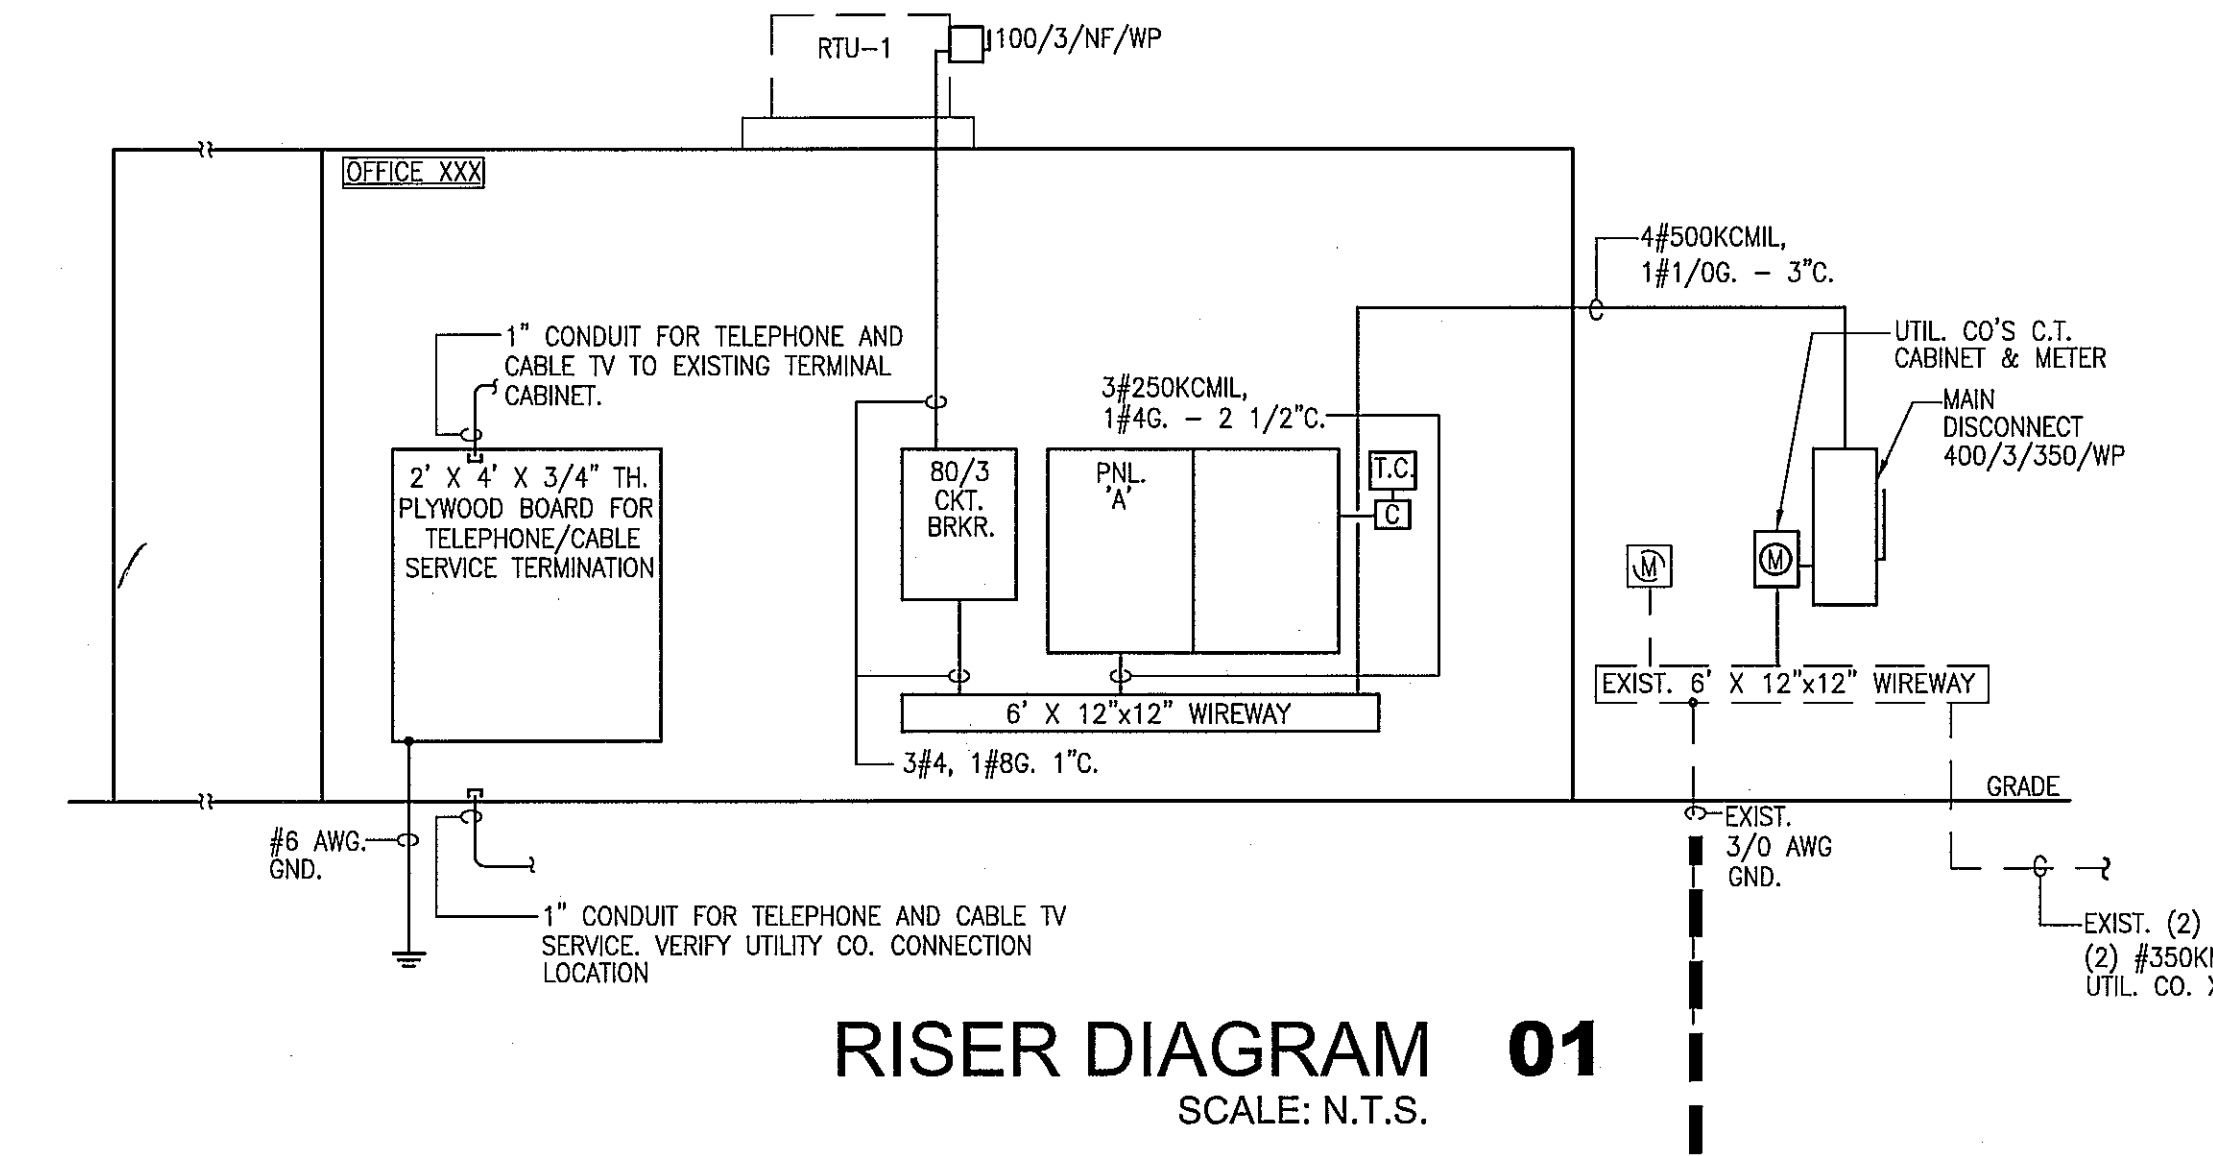 RTU-1
100/3/NF/WP
OFFICE XXX
4#500KCMIL,
1#1/0G. - 3"C.
1" CONDUIT FOR TELEPHONE AND
CABLE TV TO EXISTING TERMINAL
CABINET.
UTIL. CO'S C.T.
CABINET & METER
3#250KCMIL,
1#4G. - 2 1/2"C.
MAIN
DISCONNECT
400/3/350/WP
2' X 4' X 3/4" TH.
PLYWOOD BOARD FOR
TELEPHONE/CABLE
SERVICE TERMINATION
80/3
CKT.
BRKR.
PNL.
'A'
T.C.
C
M
M
EXIST. 6' X 12"x12" WIREWAY
6' X 12"x12" WIREWAY
3#4, 1#8G. 1"C.
GRADE
#6 AWG.
GND.
EXIST.
3/0 AWG
GND.
1" CONDUIT FOR TELEPHONE AND CABLE TV
SERVICE. VERIFY UTILITY CO. CONNECTION
LOCATION
EXIST. (2)
(2) #350K
UTIL. CO.
RISER DIAGRAM 01
SCALE: N.T.S.